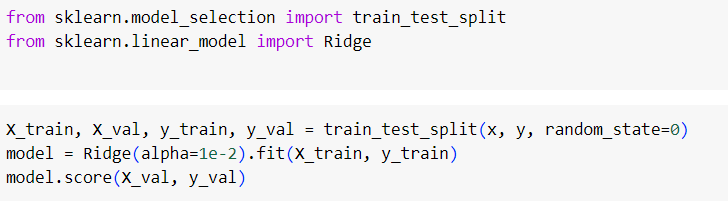 from sklearn.model_selection import train_test_split
from sklearn.linear_model import Ridge
X_train, X_val, y_train, y_val = train_test_split(x, y, random_state=0)
model = Ridge(alpha=1e-2).fit(X_train, y_train)
model.score(X_val, y_val)